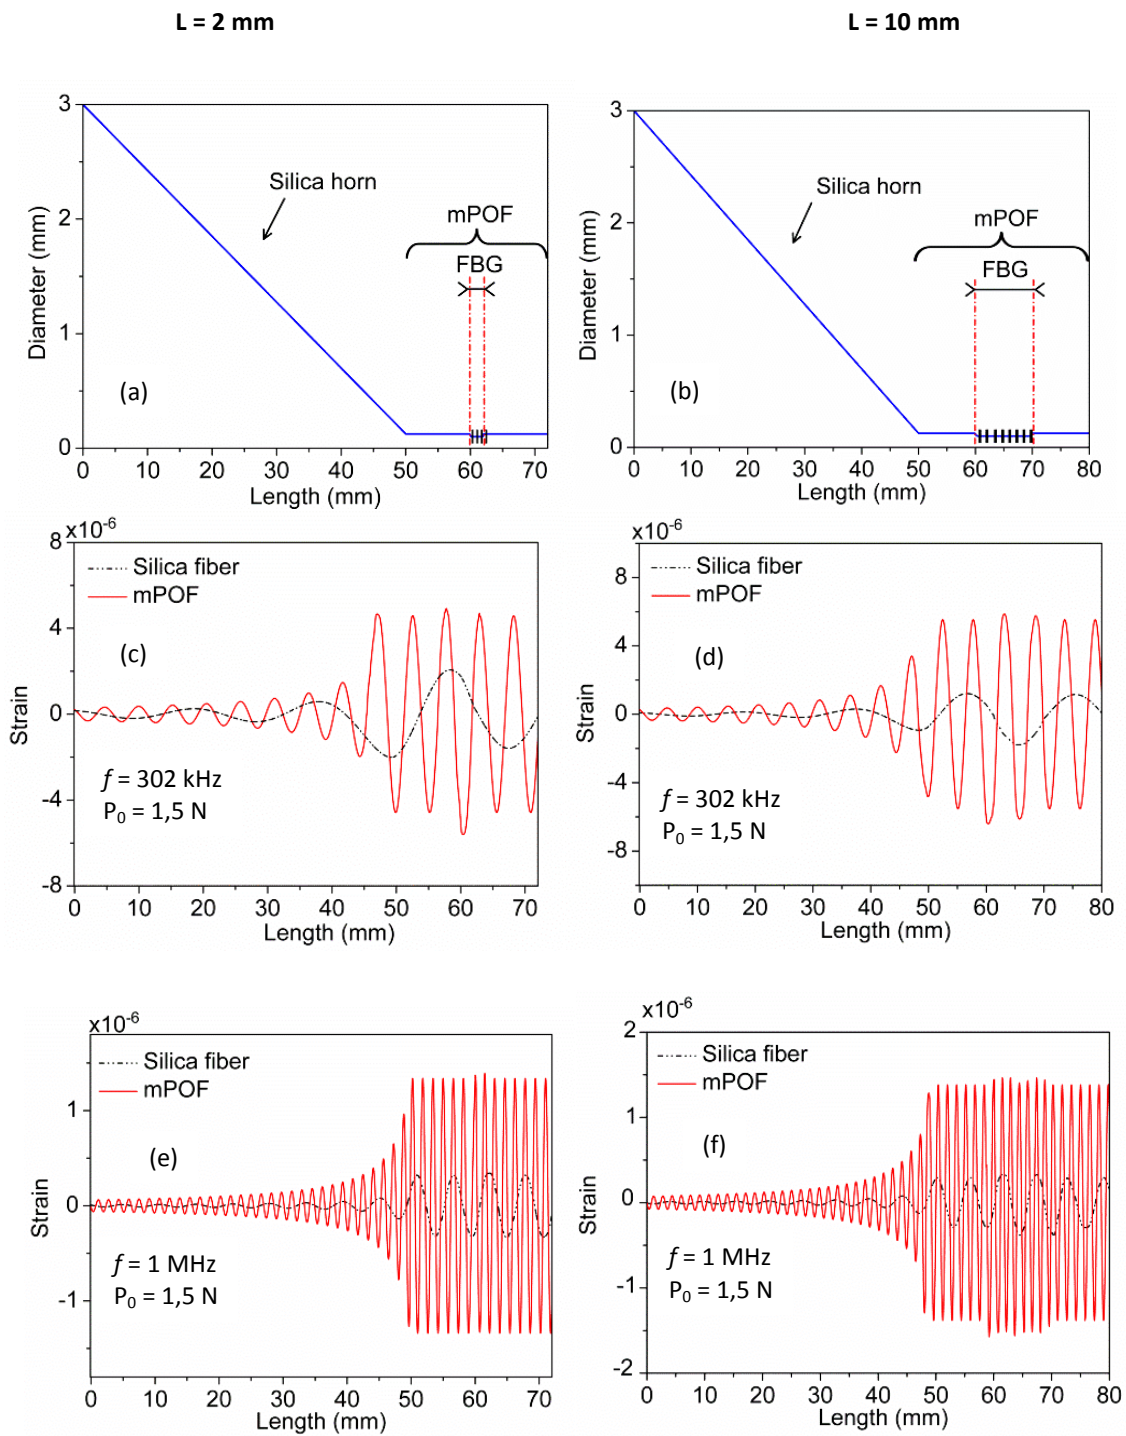 L = 2 mm
L = 10 mm
3
2
1
0
Diameter (mm)
Silica horn
mPOF
FBG
(a)
0 10 20 30 40 50 60 70
Length (mm)
3
2
1
0
Diameter (mm)
Silica horn
mPOF
FBG
(b)
0 10 20 30 40 50 60 70 80
Length (mm)
x10⁻⁶
8
4
0
-4
-8
Strain
Silica fiber
mPOF
(c)
f = 302 kHz
P₀ = 1,5 N
0 10 20 30 40 50 60 70
Length (mm)
x10⁻⁶
8
4
0
-4
-8
Strain
Silica fiber
mPOF
(d)
f = 302 kHz
P₀ = 1,5 N
0 10 20 30 40 50 60 70 80
Length (mm)
x10⁻⁶
1
0
-1
Strain
Silica fiber
mPOF
(e)
f = 1 MHz
P₀ = 1,5 N
0 10 20 30 40 50 60 70
Length (mm)
x10⁻⁶
2
1
0
-1
-2
Strain
Silica fiber
mPOF
(f)
f = 1 MHz
P₀ = 1,5 N
0 10 20 30 40 50 60 70 80
Length (mm)